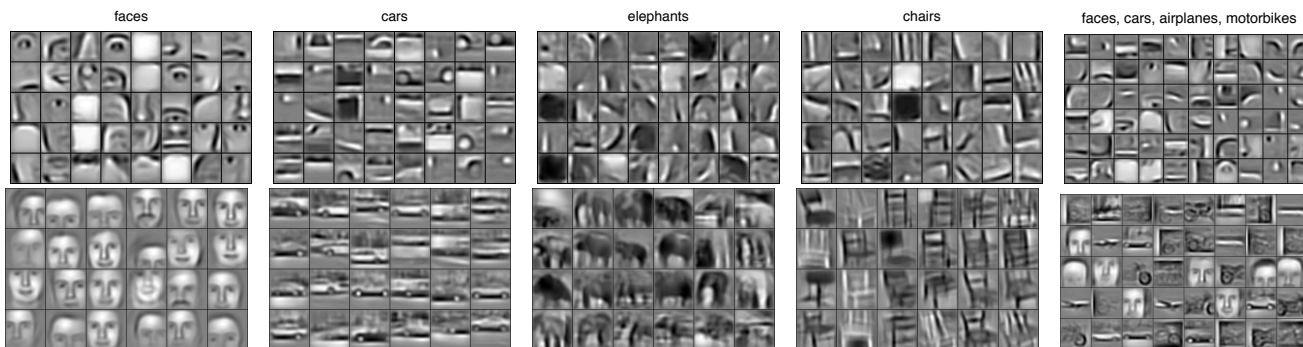 faces
cars
elephants
chairs
faces, cars, airplanes, motorbikes